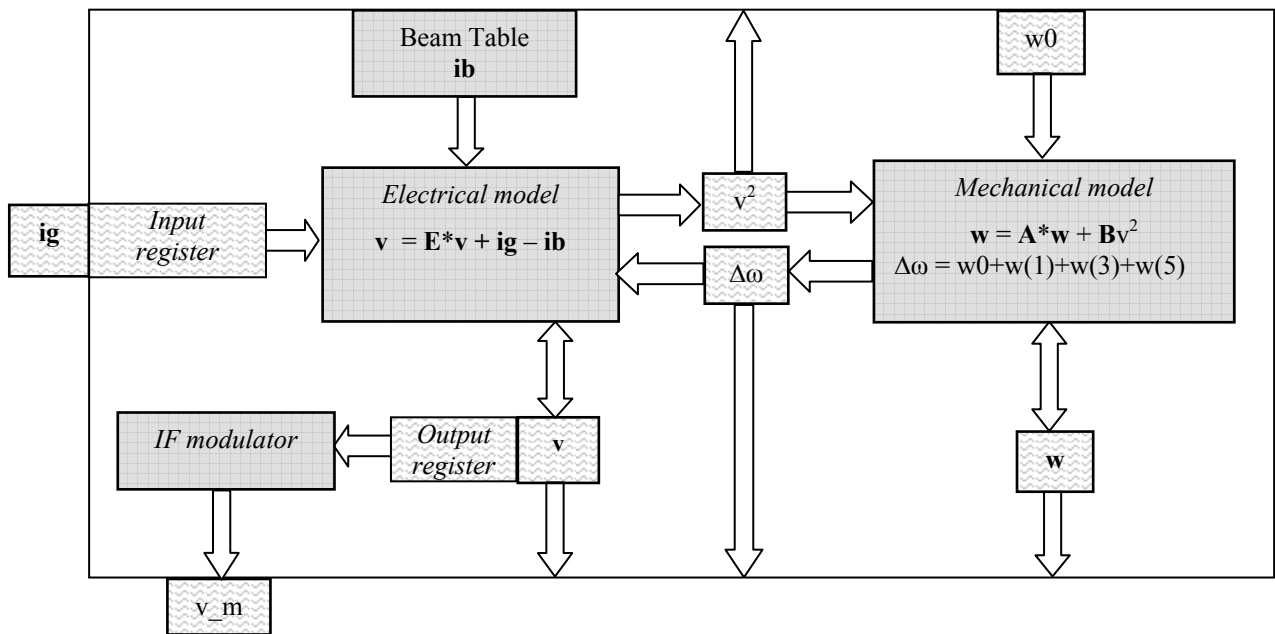 Beam Table
ib
w0
Electrical model
v = E*v + ig – ib
v²
Mechanical model
w = A*w + Bv²
Δω = w0+w(1)+w(3)+w(5)
ig
Input
register
Δω
IF modulator
Output
register
v
w
v_m